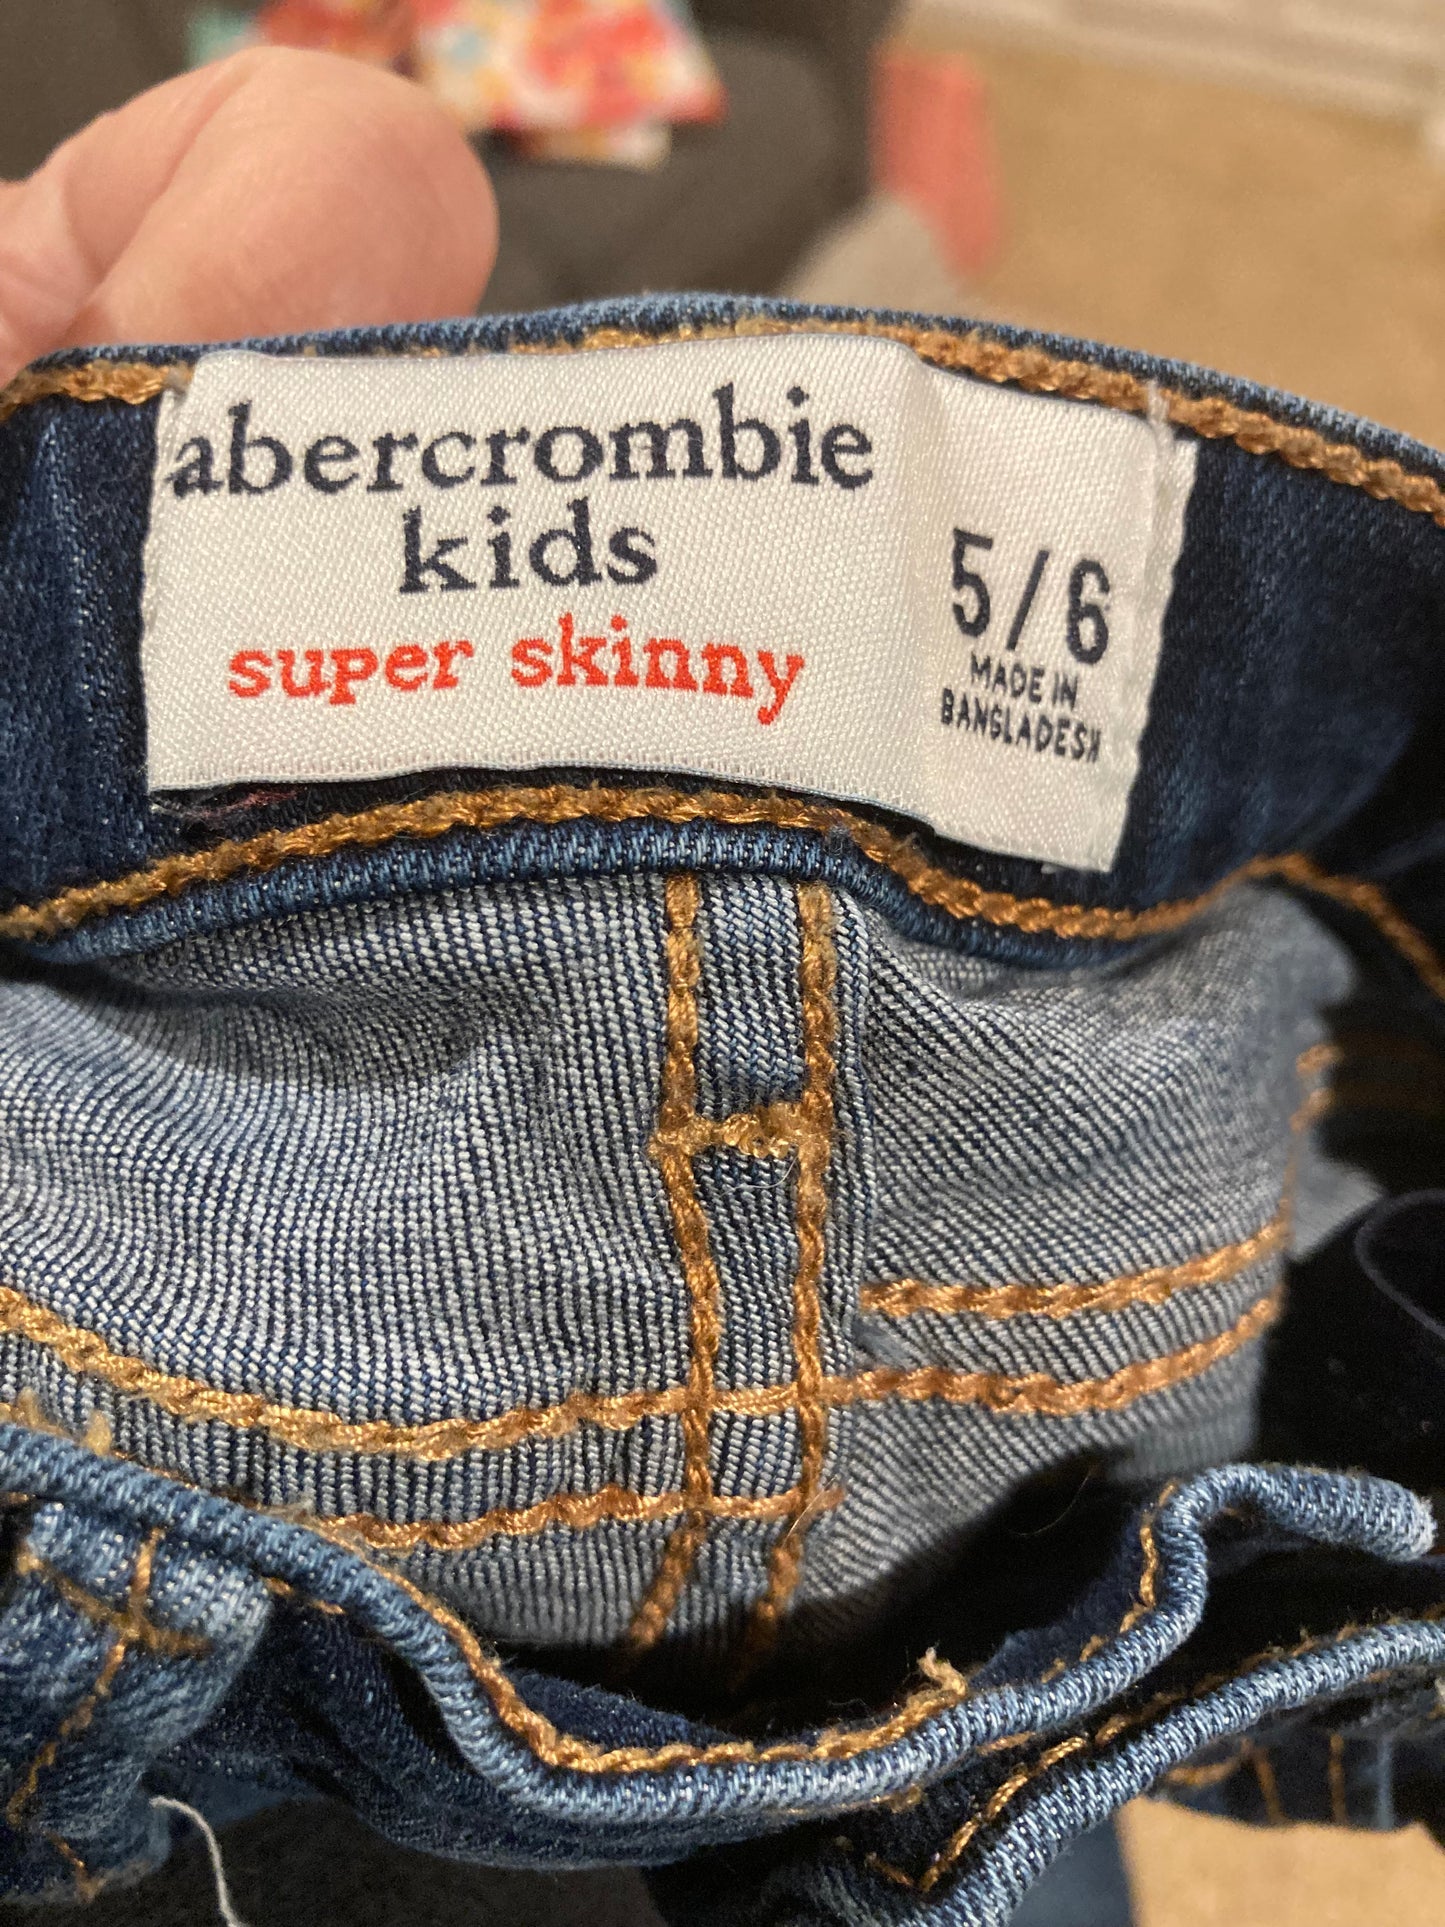 abercrombie
kids
super skinny
5/6
MADE IN
BANGLADESH